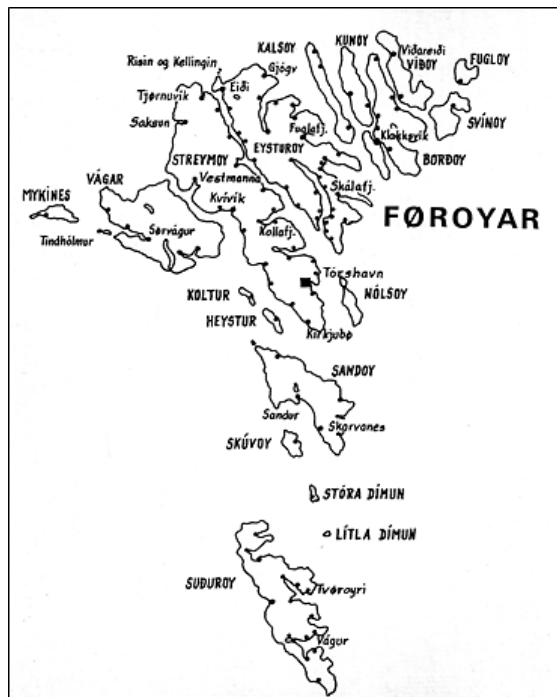 KALSOY
KUNOY
Viðareiði
VIÐOY
FUGLOY
Risin og Kellingin
Gjógv
Eiði
Tjørnuvík
Saksun
Fuglafj.
Klakksvík
SVÍNOY
EYSTUROY
BORÐOY
STREYMOY
Vestmanna
Skálafj.
VÁGAR
MYKINES
Kvívík
FØROYAR
Tindhólmur
Sørvágur
Kollafj.
Tórshavn
KOLTUR
NÓLSOY
HEYSTUR
Kirkjubø
SANDOY
Sandur
Skarvanes
SKÚVOY
STÓRA DÍMUN
LÍTLA DÍMUN
SUÐUROY
Tvøroyri
Vágur